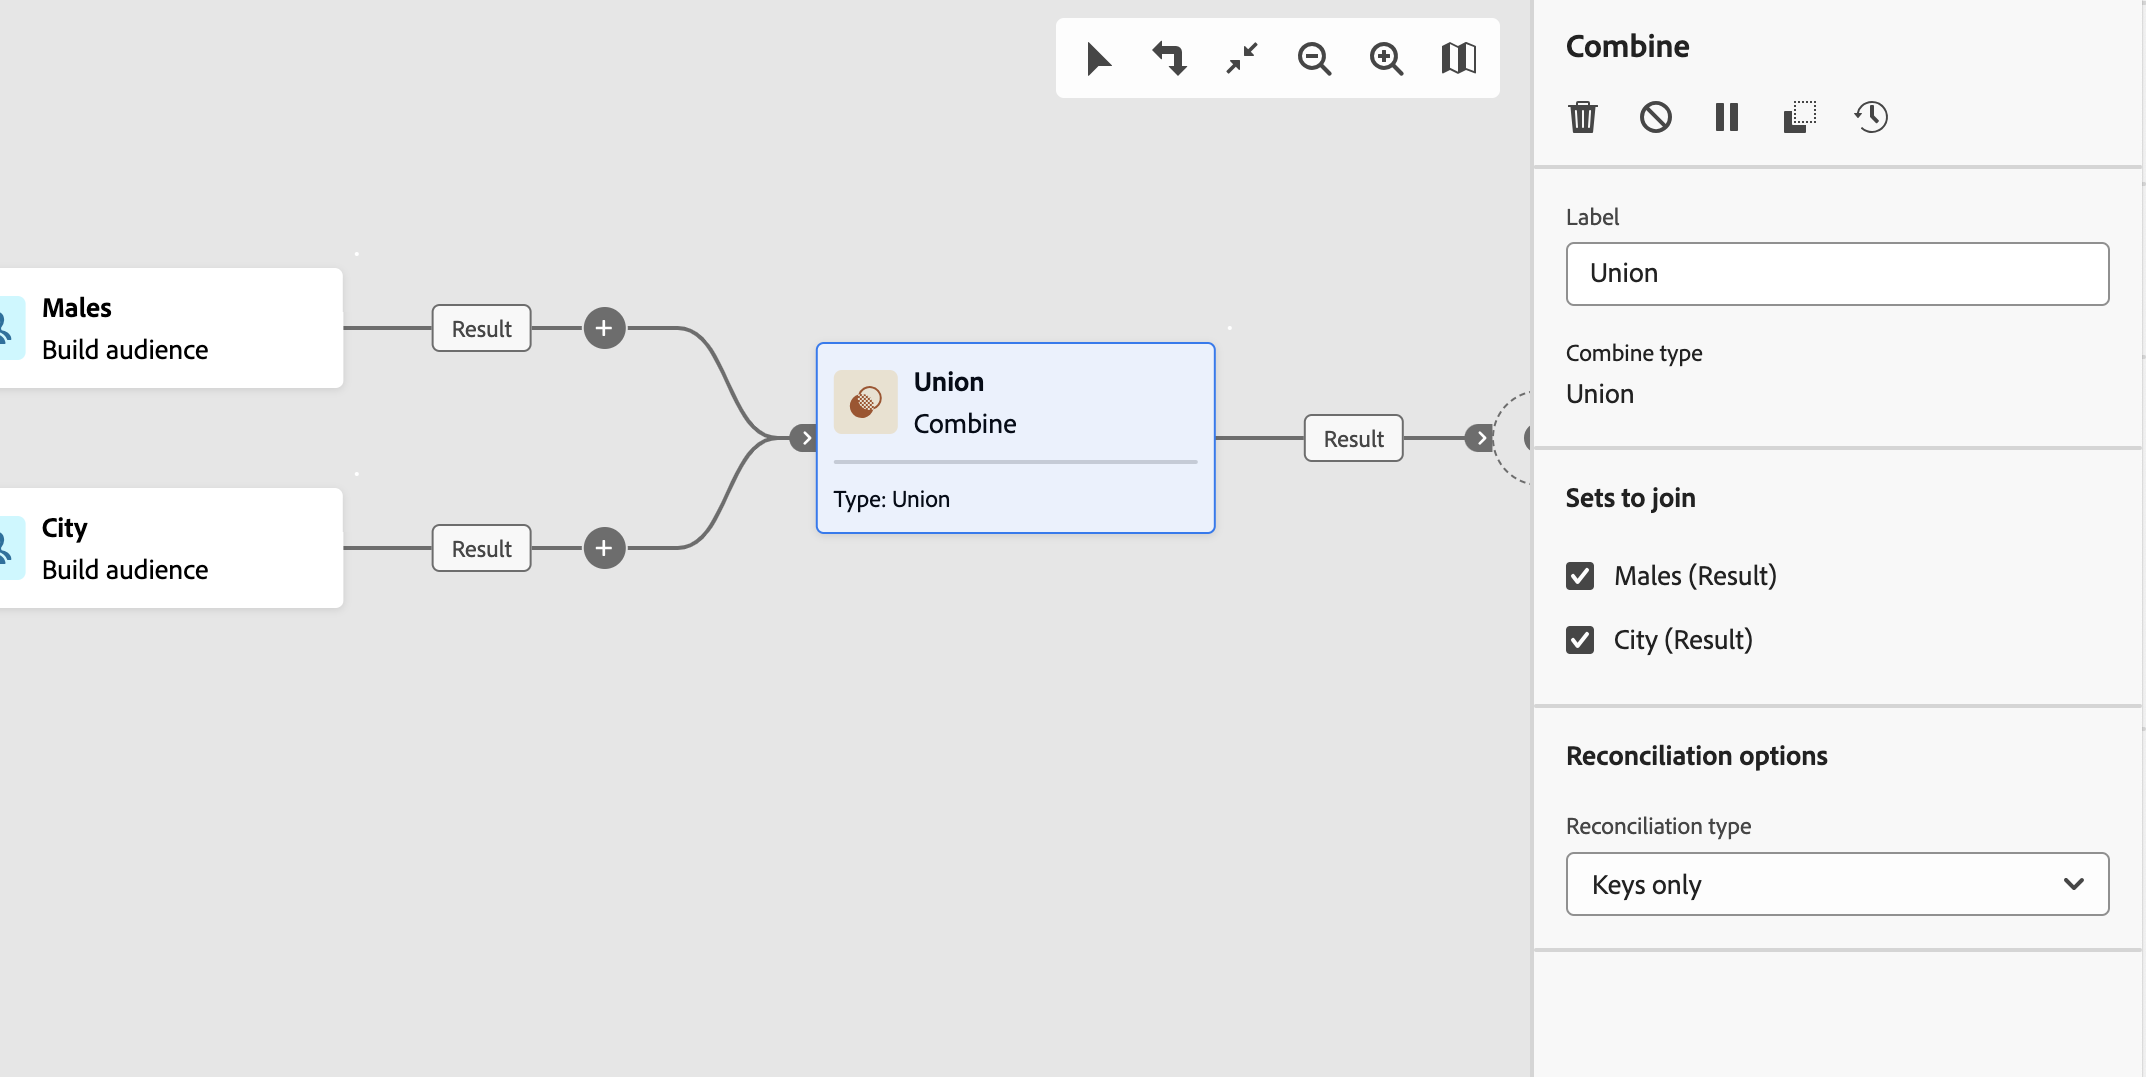 Males
Build audience
Result
City
Build audience
Result
Union
Combine
Type: Union
Result
Combine
Label
Union
Combine type
Union
Sets to join
Males (Result)
City (Result)
Reconciliation options
Reconciliation type
Keys only